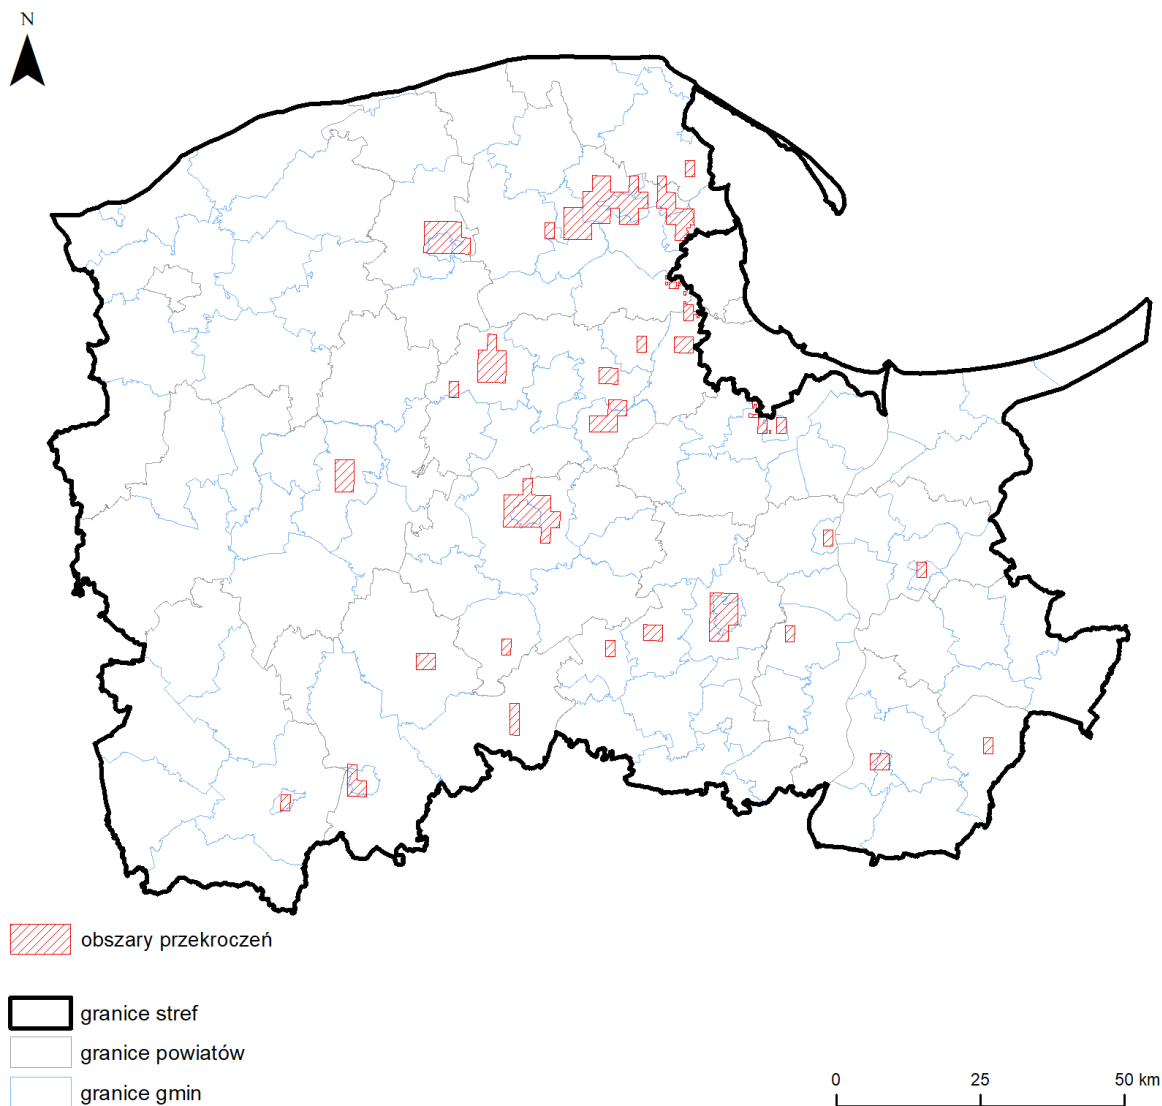 N
obszary przekroczeń
granice stref
granice powiatów
granice gmin
0 25 50 km